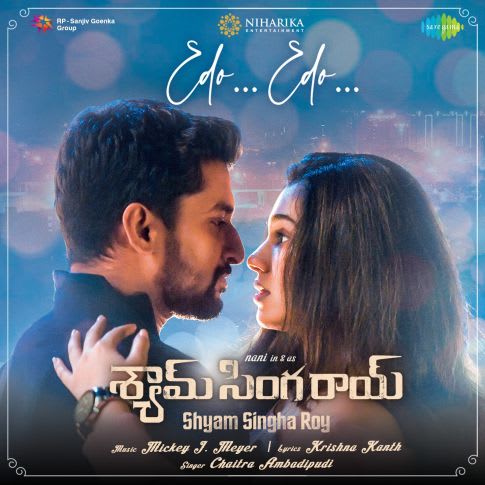 RP - Sanjiv Goenka
Group
NIHARIKA
ENTERTAINMENT
SAREGAMA
Edo... Edo...
nani in & as
శ్యామ్ సింగ రాయ్
Shyam Singha Roy
Music Mickey J. Meyer | Lyrics Krishna Kanth
Singer Chaitra Ambadipudi